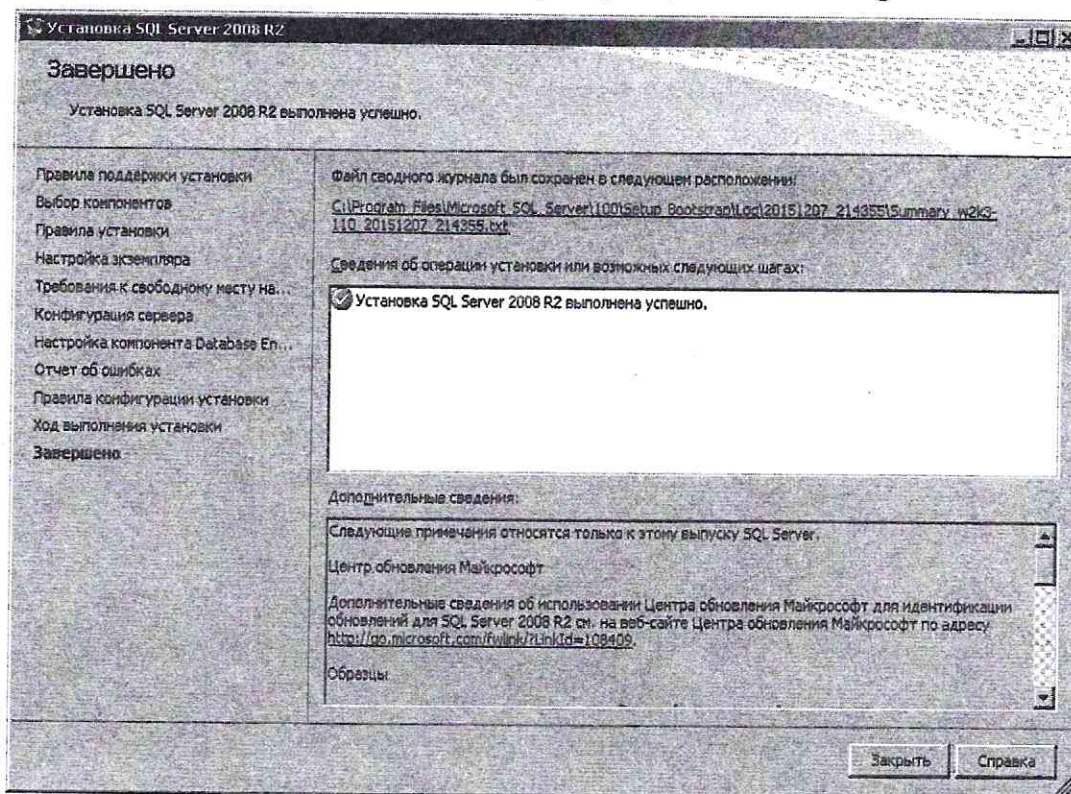 Установка SQL Server 2008 R2
Завершено
Установка SQL Server 2008 R2 выполнена успешно.
Правила поддержки установки
Выбор компонентов
Правила установки
Настройка экземпляра
Требования к свободному месту на...
Конфигурация сервера
Настройка компонента Database En...
Отчет об ошибках
Правила конфигурации установки
Ход выполнения установки
Завершено
Файл сводного журнала был сохранен в следующем расположении:
C:\Program Files\Microsoft SQL Server\100\Setup Bootstrap\Log\20151207_214355\Summary_w2k3-
110_20151207_214355.txt
Сведения об операции установки или возможных следующих шагах:
Установка SQL Server 2008 R2 выполнена успешно.
Дополнительные сведения:
Следующие примечания относятся только к этому выпуску SQL Server.
Центр обновления Майкрософт
Дополнительные сведения об использовании Центра обновления Майкрософт для идентификации
обновлений для SQL Server 2008 R2 см. на веб-сайте Центра обновления Майкрософт по адресу
http://go.microsoft.com/fwlink/?LinkId=108409.
Образцы
Закрыть
Справка